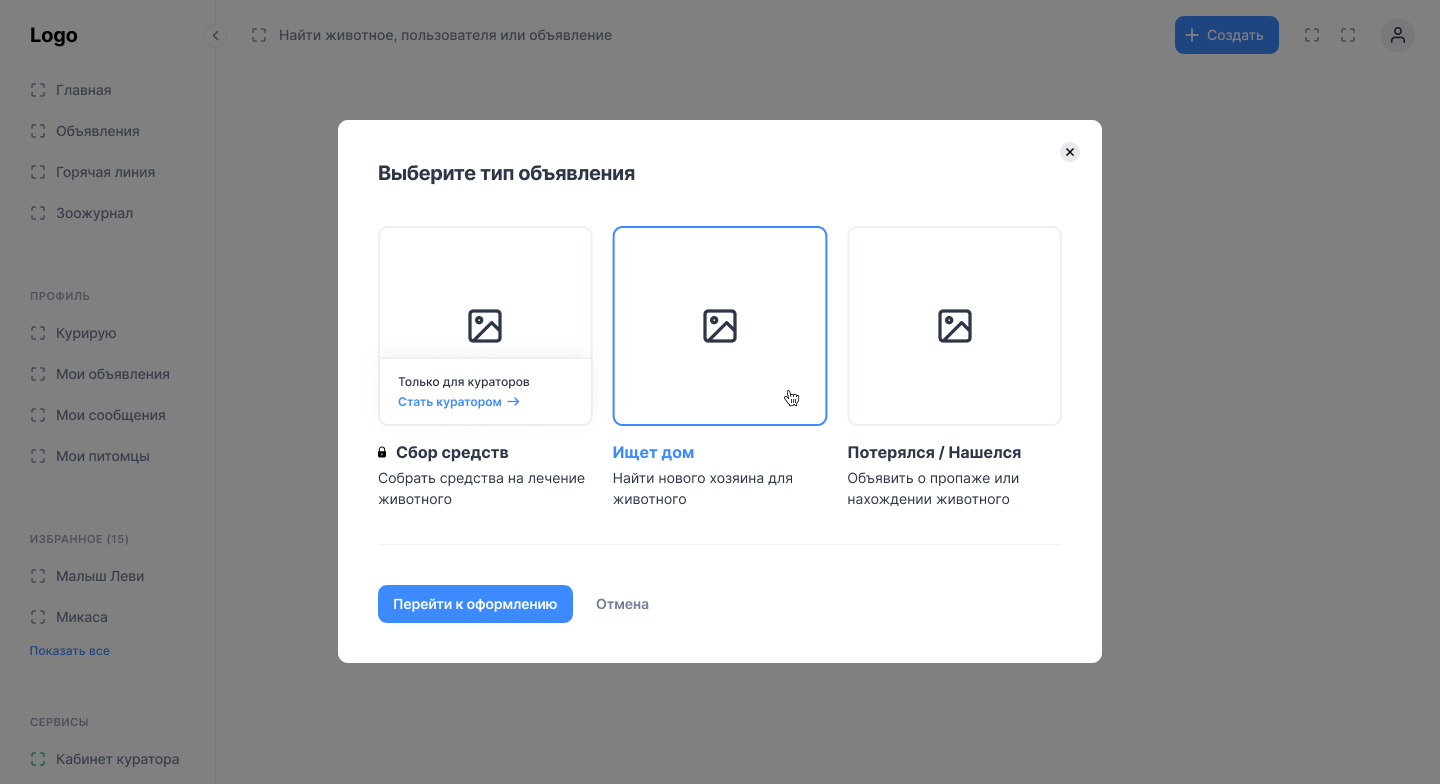 Logo
Найти животное, пользователя или объявление
Создать
Главная
Объявления
Горячая линия
Зоожурнал
ПРОФИЛЬ
Курирую
Мои объявления
Мои сообщения
Мои питомцы
ИЗБРАННОЕ (15)
Малыш Леви
Микаса
Показать все
СЕРВИСЫ
Кабинет куратора
Выберите тип объявления
Только для кураторов
Стать куратором →
Сбор средств
Собрать средства на лечение
животного
Ищет дом
Найти нового хозяина для
животного
Потерялся / Нашелся
Объявить о пропаже или
нахождении животного
Перейти к оформлению
Отмена